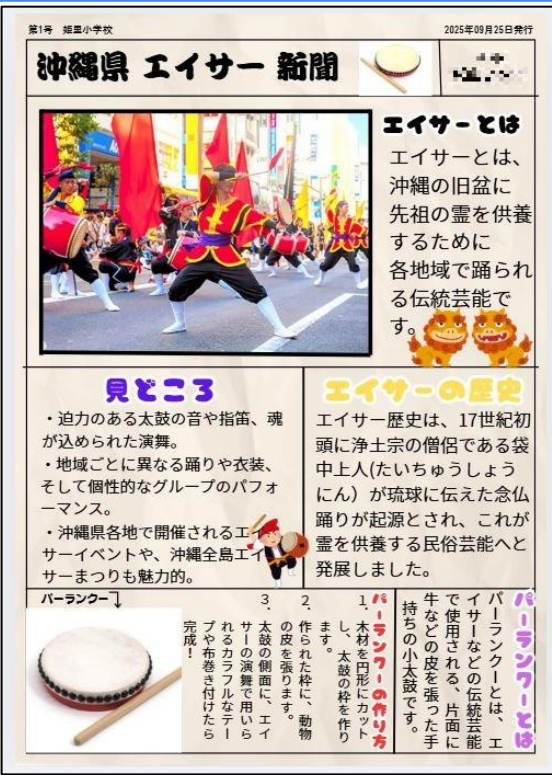 第1号　姫里小学校
2025年09月25日発行
沖縄県 エイサー 新聞
エイサーとは
エイサーとは、
沖縄の旧盆に
先祖の霊を供養
するために
各地域で踊られ
る伝統芸能で
す。
見どころ
・迫力のある太鼓の音や指笛、魂
が込められた演舞。
・地域ごとに異なる踊りや衣装、
そして個性的なグループのパフォ
ーマンス。
・沖縄県各地で開催されるエイ
サーイベントや、沖縄全島エイ
サーまつりも魅力的。
エイサーの歴史
エイサー歴史は、17世紀初
頭に浄土宗の僧侶である袋
中上人(たいちゅうしょう
にん）が琉球に伝えた念仏
踊りが起源とされ、これが
霊を供養する民俗芸能へと
発展しました。
パーランクーとは
パーランクーとは、エ
イサーなどの伝統芸能
で使用される、片面に
牛などの皮を張った手
持ちの小太鼓です。
パーランクーの作り方
1. 木材を円形にカット
し、太鼓の枠を作り
ます。
2. 作られた枠に、動物
の皮を張ります。
3. 太鼓の側面に、エイ
サーの演舞で用いら
れるカラフルなテー
プや布巻き付けたら
完成！
パーランクー